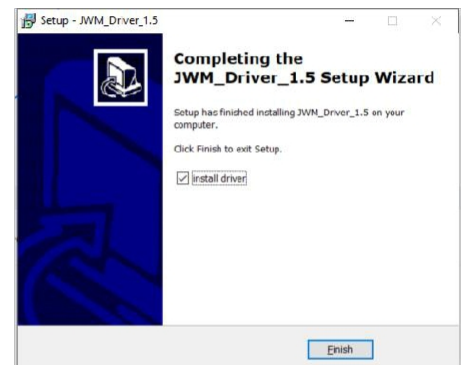 Setup - JWM_Driver_1.5
Completing the
JWM_Driver_1.5 Setup Wizard
Setup has finished installing JWM_Driver_1.5 on your
computer.
Click Finish to exit Setup.
install driver
Finish